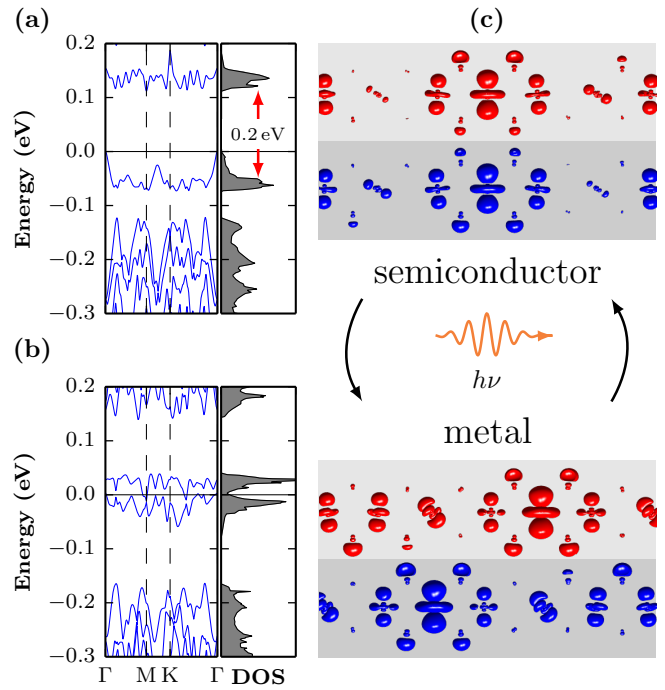 (a)
(c)
Energy (eV)
0.2
0.1
0.0
−0.1
−0.2
−0.3
0.2 eV
semiconductor
hν
metal
(b)
Energy (eV)
0.2
0.1
0.0
−0.1
−0.2
−0.3
Γ M K Γ DOS